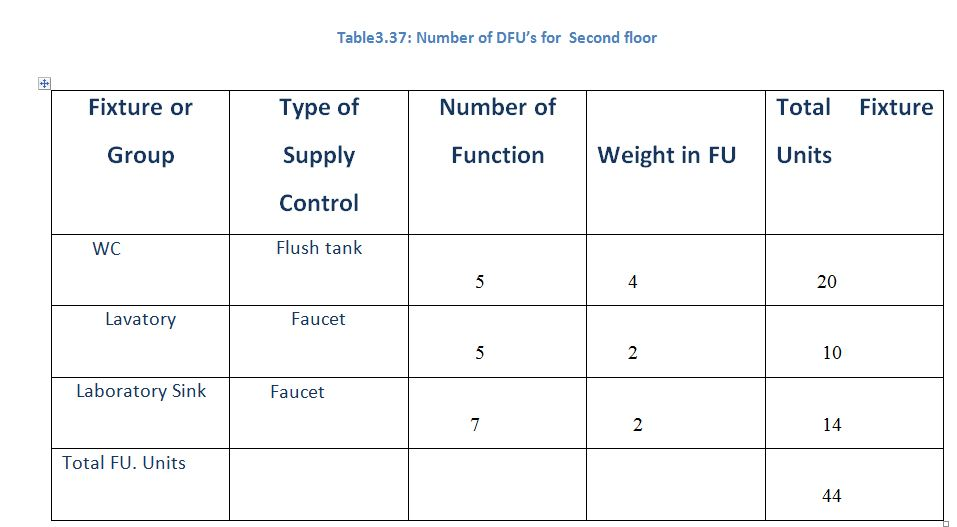 Table3.37: Number of DFU's for Second floor
Fixture or Group
Type of Supply Control
Number of Function
Weight in FU
Total Fixture Units
WC Flush tank 5 4 20
Lavatory Faucet 5 2 10
Laboratory Sink Faucet 7 2 14
Total FU. Units 44